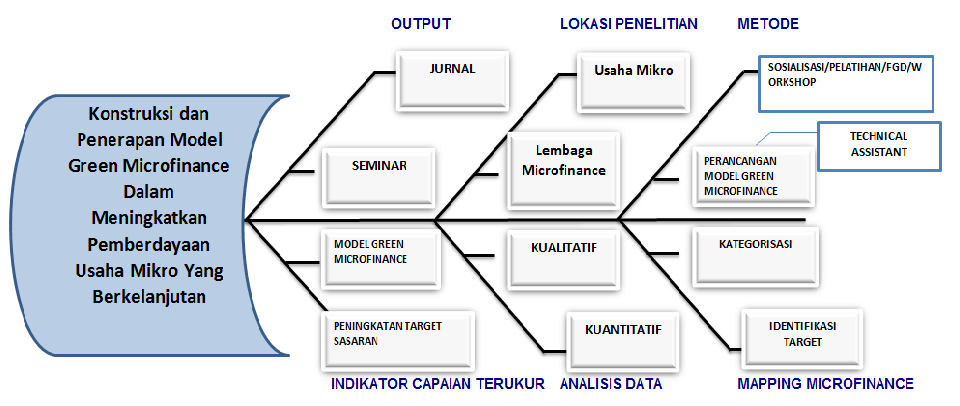 OUTPUT
LOKASI PENELITIAN
METODE
JURNAL
Usaha Mikro
SOSIALISASI/PELATIHAN/FGD/W
ORKSHOP
Konstruksi dan
Penerapan Model
Green Microfinance
Dalam
Meningkatkan
Pemberdayaan
Usaha Mikro Yang
Berkelanjutan
SEMINAR
Lembaga
Microfinance
PERANCANGAN
MODEL GREEN
MICROFINANCE
TECHNICAL
ASSISTANT
MODEL GREEN
MICROFINANCE
KUALITATIF
KATEGORISASI
PENINGKATAN TARGET
SASARAN
KUANTITATIF
IDENTIFIKASI
TARGET
INDIKATOR CAPAIAN TERUKUR
ANALISIS DATA
MAPPING MICROFINANCE